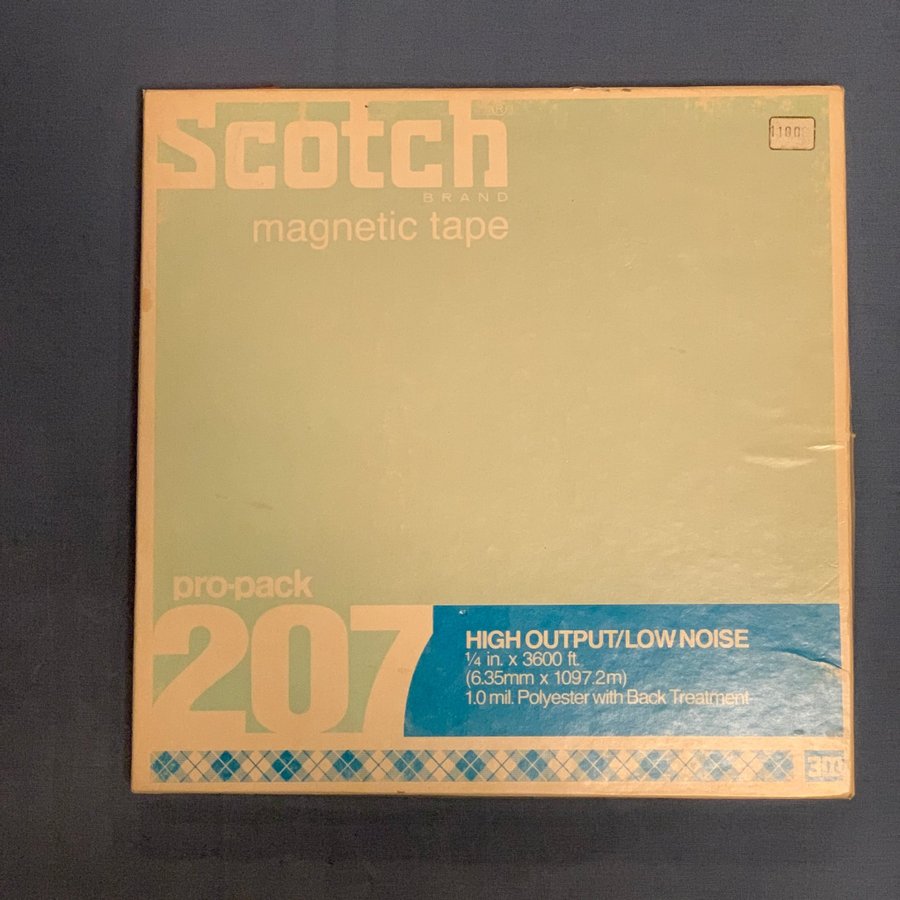 Scotch®
BRAND
magnetic tape
pro-pack
207
HIGH OUTPUT/LOW NOISE
¼ in. x 3600 ft.
(6.35mm x 1097.2m)
1.0 mil. Polyester with Back Treatment
3m